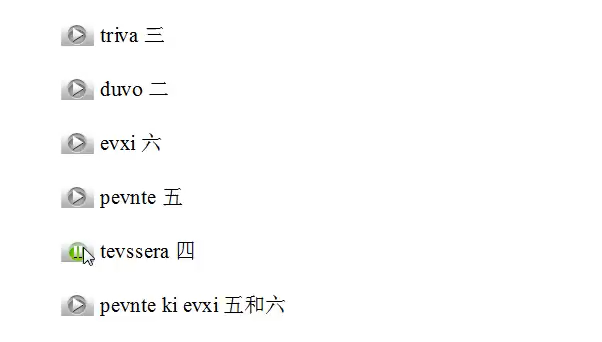 triva 三
duvo 二
evxi 六
pevnte 五
tevssera 四
pevnte ki evxi 五和六